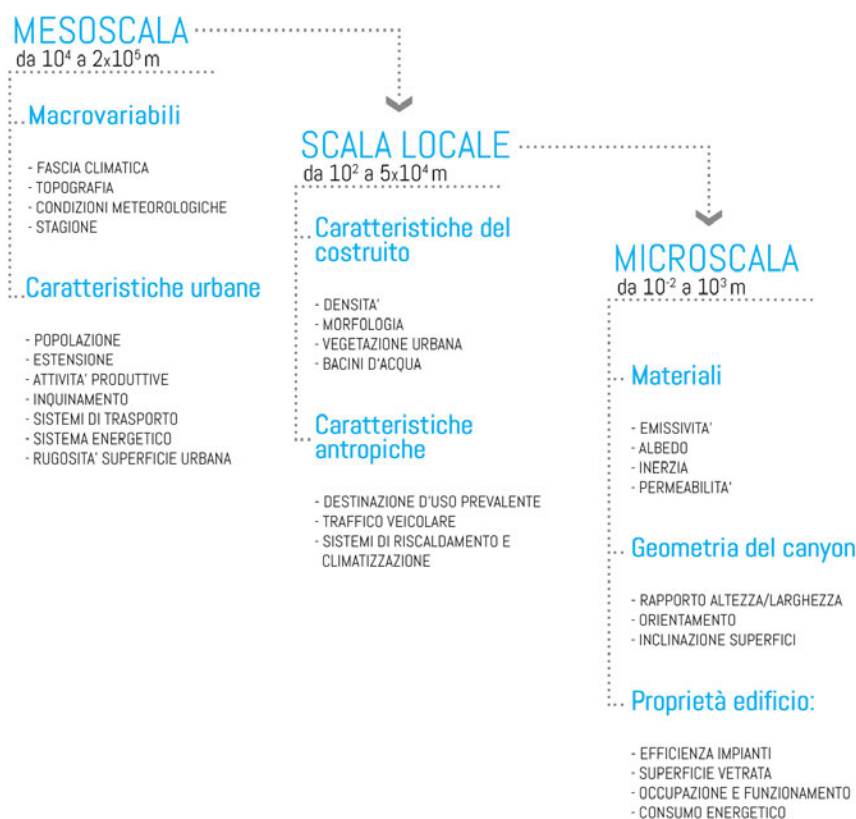 MESOSCALA
da 10⁴ a 2x10⁵ m
Macrovariabili
- FASCIA CLIMATICA
- TOPOGRAFIA
- CONDIZIONI METEOROLOGICHE
- STAGIONE
Caratteristiche urbane
- POPOLAZIONE
- ESTENSIONE
- ATTIVITA' PRODUTTIVE
- INQUINAMENTO
- SISTEMI DI TRASPORTO
- SISTEMA ENERGETICO
- RUGOSITA' SUPERFICIE URBANA
SCALA LOCALE
da 10² a 5x10⁴ m
Caratteristiche del
costruito
- DENSITA'
- MORFOLOGIA
- VEGETAZIONE URBANA
- BACINI D'ACQUA
Caratteristiche
antropiche
- DESTINAZIONE D'USO PREVALENTE
- TRAFFICO VEICOLARE
- SISTEMI DI RISCALDAMENTO E
CLIMATIZZAZIONE
MICROSCALA
da 10⁻² a 10³ m
Materiali
- EMISSIVITA'
- ALBEDO
- INERZIA
- PERMEABILITA'
Geometria del canyon
- RAPPORTO ALTEZZA/LARGHEZZA
- ORIENTAMENTO
- INCLINAZIONE SUPERFICI
Proprietà edificio:
- EFFICIENZA IMPIANTI
- SUPERFICIE VETRATA
- OCCUPAZIONE E FUNZIONAMENTO
- CONSUMO ENERGETICO